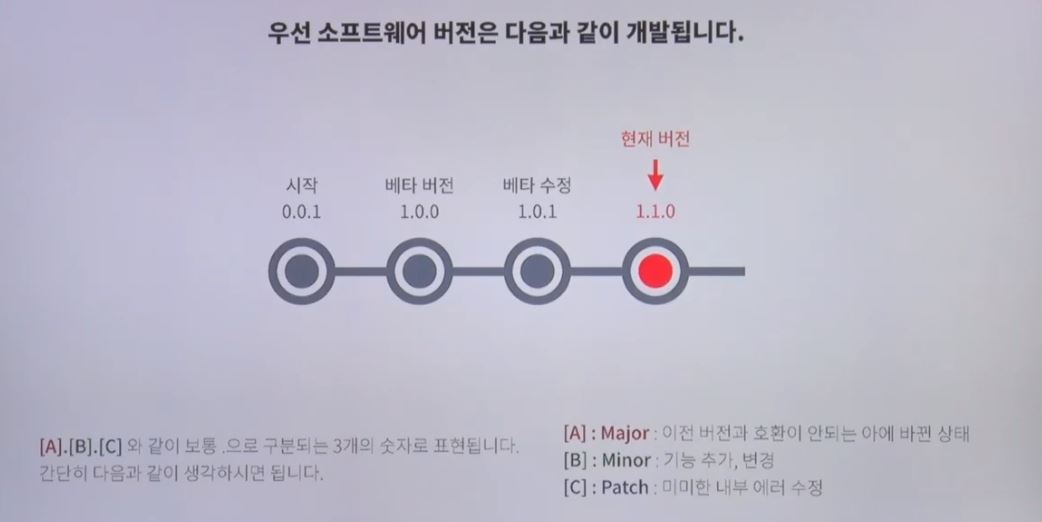 우선 소프트웨어 버전은 다음과 같이 개발됩니다.
현재 버전
시작
베타 버전
베타 수정
0.0.1
1.0.0
1.0.1
1.1.0
[A].[B].[C] 와 같이 보통 .으로 구분되는 3개의 숫자로 표현됩니다.
간단히 다음과 같이 생각하시면 됩니다.
[A] : Major : 이전 버전과 호환이 안되는 아에 바뀐 상태
[B] : Minor : 기능 추가, 변경
[C] : Patch : 미미한 내부 에러 수정